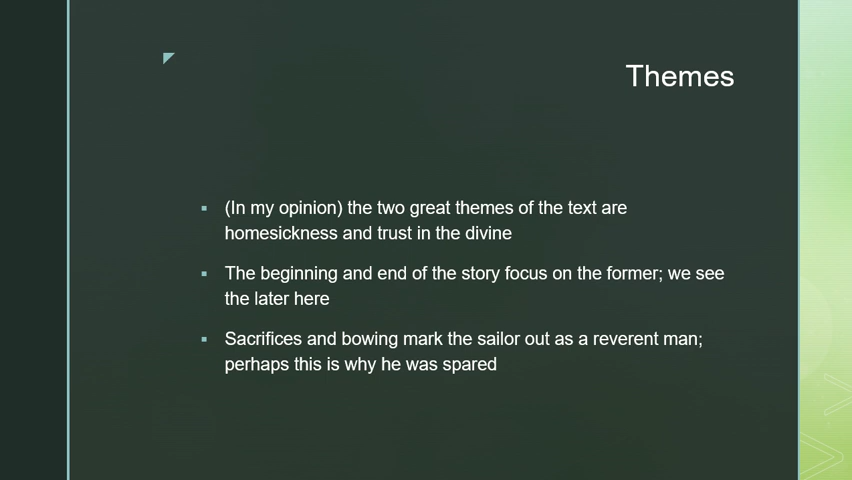 Themes
(In my opinion) the two great themes of the text are
homesickness and trust in the divine
The beginning and end of the story focus on the former; we see
the later here
Sacrifices and bowing mark the sailor out as a reverent man;
perhaps this is why he was spared